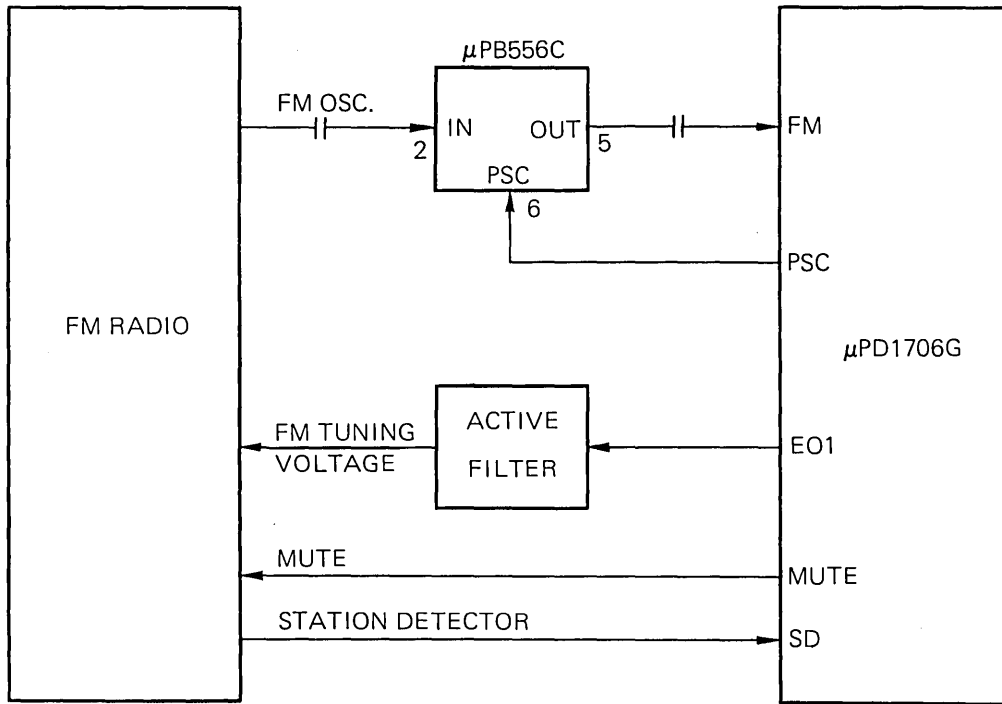 μPB556C
FM OSC.
IN
OUT
FM
2
5
PSC
6
PSC
FM RADIO
μPD1706G
FM TUNING
VOLTAGE
ACTIVE
FILTER
EO1
MUTE
MUTE
STATION DETECTOR
SD